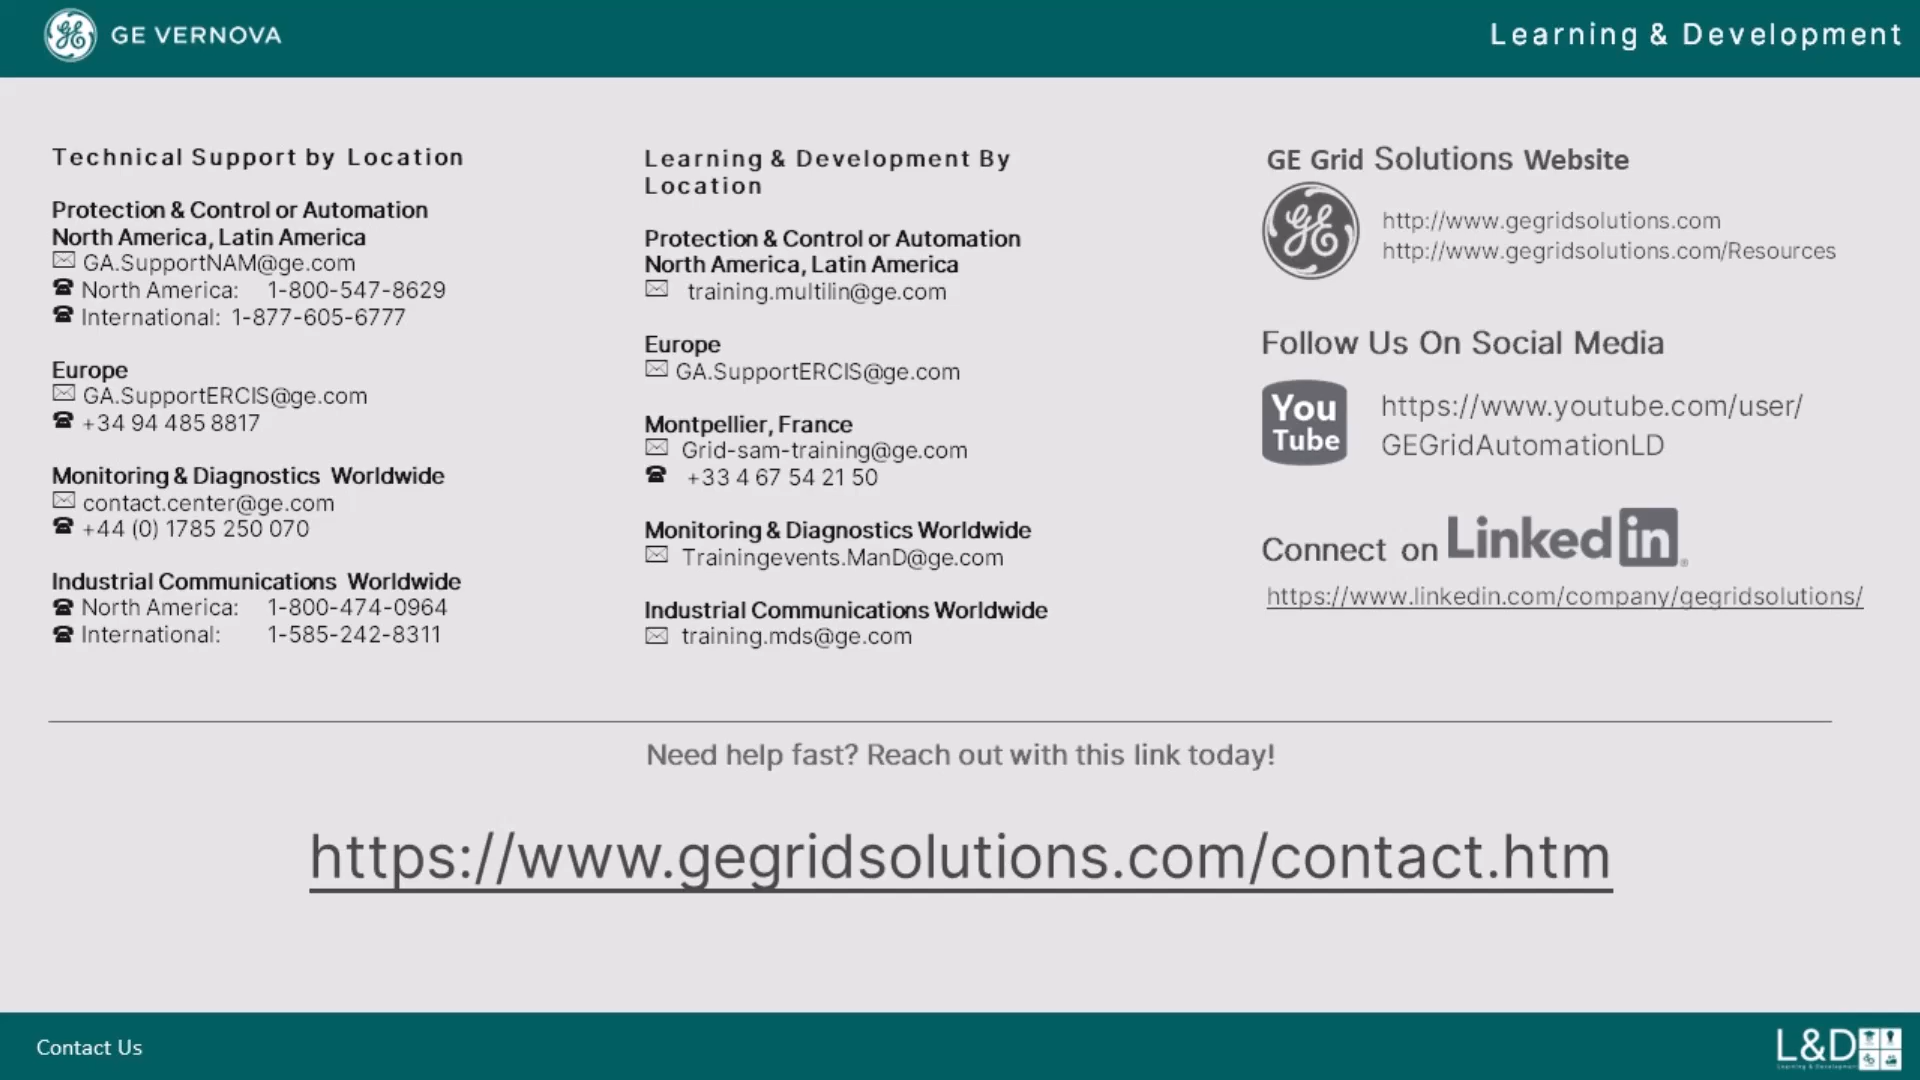 GE VERNOVA
Learning & Development
Technical Support by Location
Protection & Control or Automation
North America, Latin America
GA.SupportNAM@ge.com
North America: 1-800-547-8629
International: 1-877-605-6777
Europe
GA.SupportERCIS@ge.com
+34 94 485 8817
Monitoring & Diagnostics Worldwide
contact.center@ge.com
+44 (0) 1785 250 070
Industrial Communications Worldwide
North America: 1-800-474-0964
International: 1-585-242-8311
Learning & Development By
Location
Protection & Control or Automation
North America, Latin America
training.multilin@ge.com
Europe
GA.SupportERCIS@ge.com
Montpellier, France
Grid-sam-training@ge.com
+33 4 67 54 21 50
Monitoring & Diagnostics Worldwide
Trainingevents.ManD@ge.com
Industrial Communications Worldwide
training.mds@ge.com
GE Grid Solutions Website
GE
http://www.gegridsolutions.com
http://www.gegridsolutions.com/Resources
Follow Us On Social Media
You
Tube
https://www.youtube.com/user/
GEGridAutomationLD
Connect on Linked in
https://www.linkedin.com/company/gegridsolutions/
Need help fast? Reach out with this link today!
https://www.gegridsolutions.com/contact.htm
Contact Us
L&D
Learning & Development